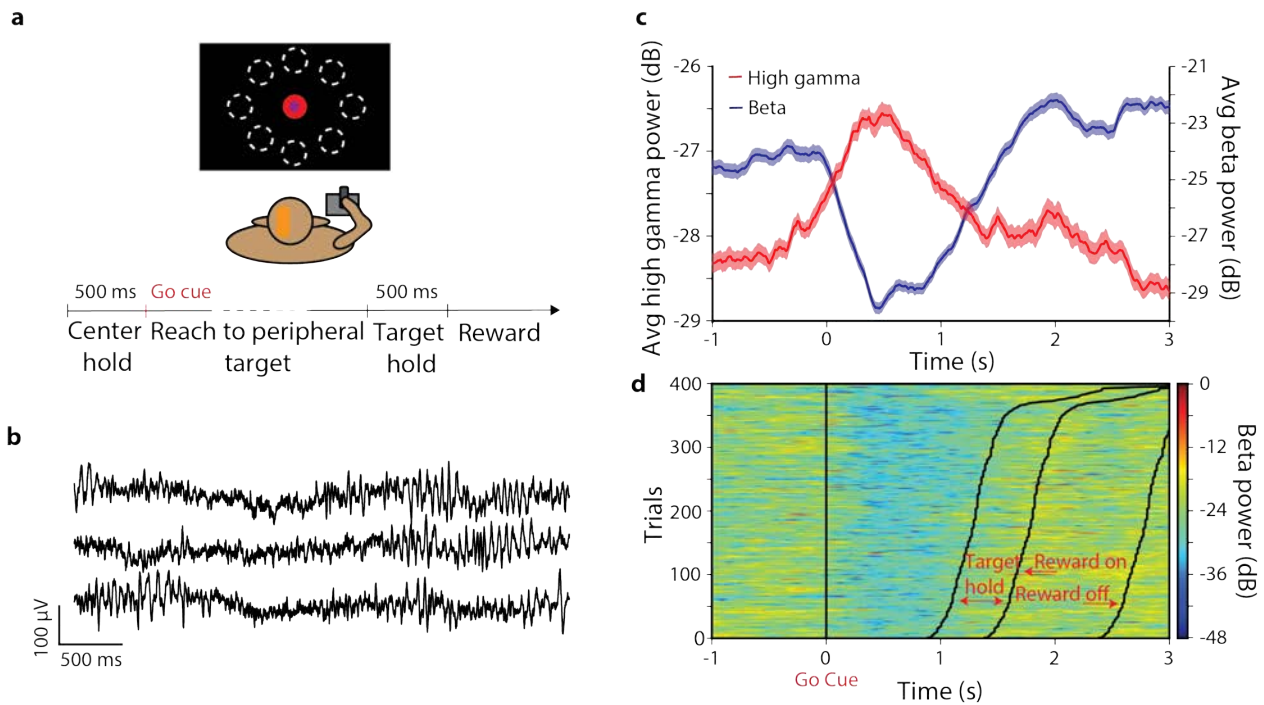 a
500 ms
Go cue
500 ms
Center
hold
Reach to peripheral
target
Target
hold
Reward
b
100 µV
500 ms
c
Avg high gamma power (dB)
-26
-27
-28
-29
High gamma
Beta
-21
-23
-25
-27
-29
Avg beta power (dB)
-1
0
1
2
3
Time (s)
d
Trials
400
300
200
100
0
Target
hold
Reward on
Reward off
0
-12
-24
-36
-48
Beta power (dB)
-1
0
1
2
3
Go Cue
Time (s)